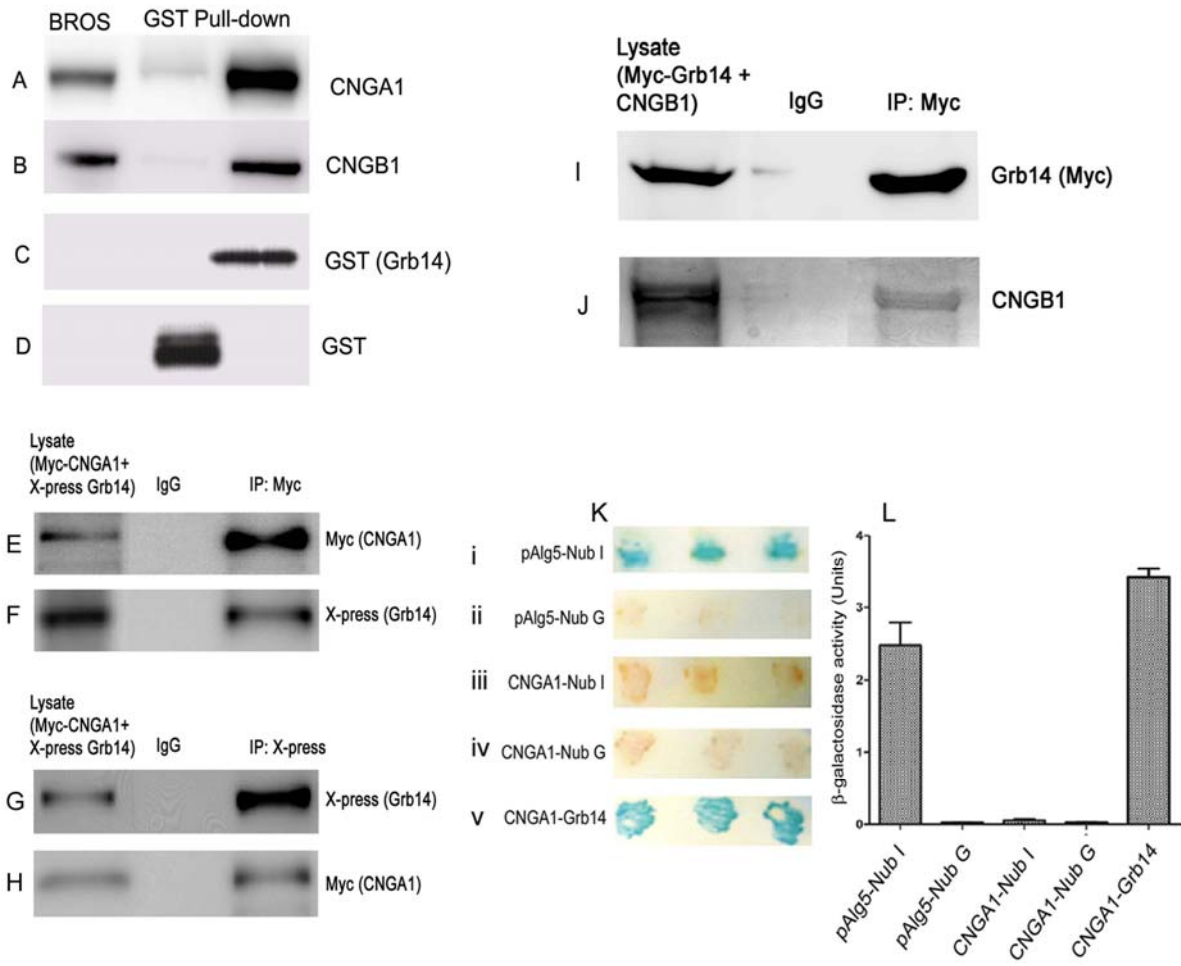 BROS GST Pull-down
A CNGA1
B CNGB1
C GST (Grb14)
D GST
Lysate
(Myc-Grb14 +
CNGB1) IgG IP: Myc
I Grb14 (Myc)
J CNGB1
Lysate
(Myc-CNGA1+
X-press Grb14) IgG IP: Myc
E Myc (CNGA1)
F X-press (Grb14)
Lysate
(Myc-CNGA1+
X-press Grb14) IgG IP: X-press
G X-press (Grb14)
H Myc (CNGA1)
K
i pAlg5-Nub I
ii pAlg5-Nub G
iii CNGA1-Nub I
iv CNGA1-Nub G
v CNGA1-Grb14
L
β-galactosidase activity (Units)
4
3
2
1
0
pAlg5-Nub I
pAlg5-Nub G
CNGA1-Nub I
CNGA1-Nub G
CNGA1-Grb14